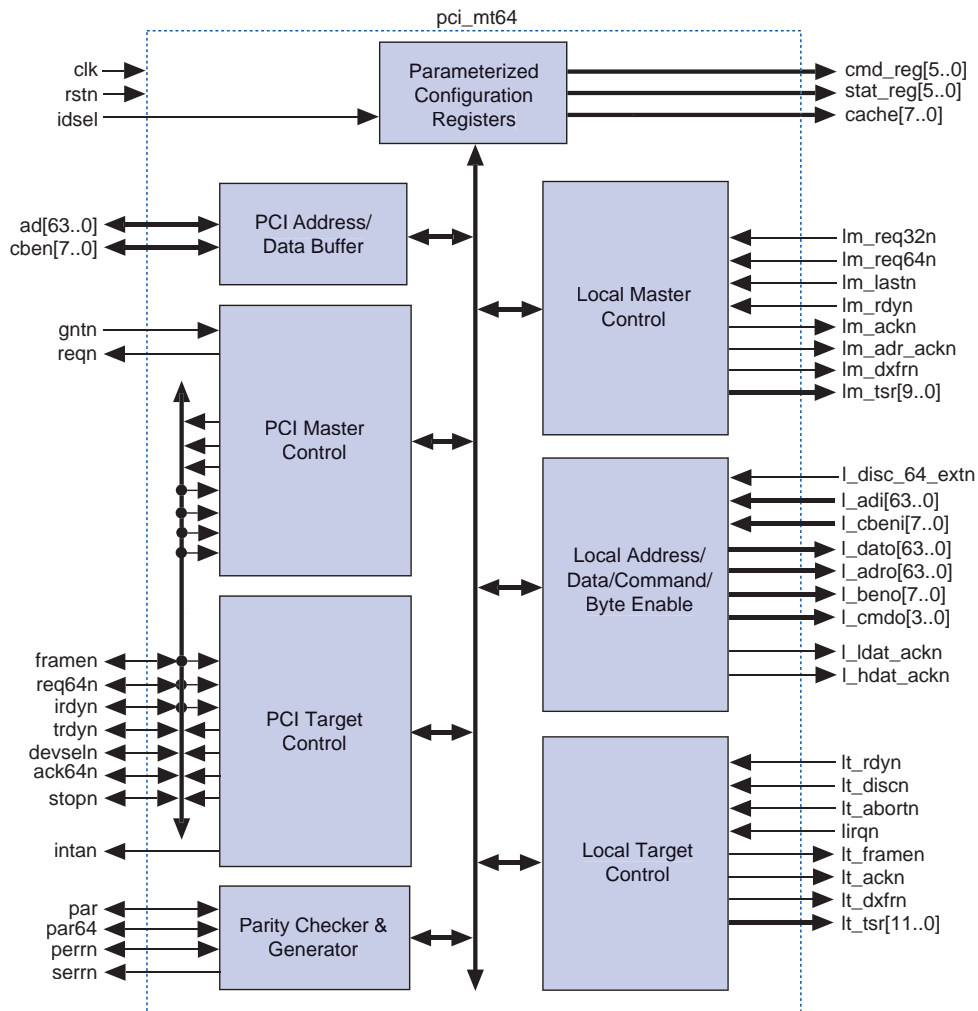 pci_mt64
clk
rstn
idsel
Parameterized
Configuration
Registers
cmd_reg[5..0]
stat_reg[5..0]
cache[7..0]
ad[63..0]
cben[7..0]
PCI Address/
Data Buffer
gntn
reqn
PCI Master
Control
framen
req64n
irdyn
trdyn
devseln
ack64n
stopn
intan
PCI Target
Control
par
par64
perrn
serrn
Parity Checker &
Generator
Local Master
Control
lm_req32n
lm_req64n
lm_lastn
lm_rdyn
lm_ackn
lm_adr_ackn
lm_dxfrn
lm_tsr[9..0]
Local Address/
Data/Command/
Byte Enable
l_disc_64_extn
l_adi[63..0]
l_cbeni[7..0]
l_dato[63..0]
l_adro[63..0]
l_beno[7..0]
l_cmdo[3..0]
l_ldat_ackn
l_hdat_ackn
Local Target
Control
lt_rdyn
lt_discn
lt_abortn
lirqn
lt_framen
lt_ackn
lt_dxfrn
lt_tsr[11..0]